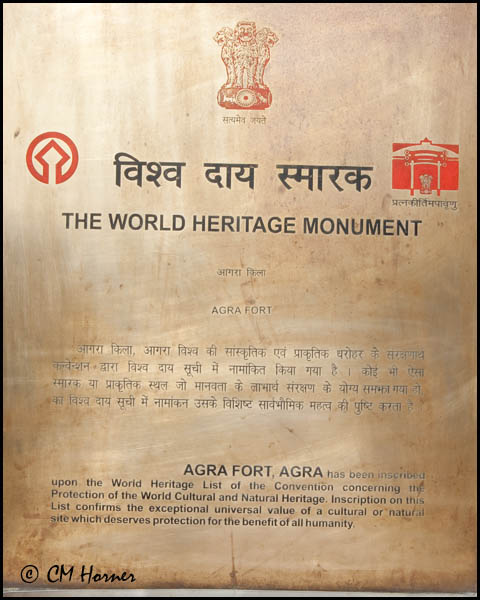 सत्यमेव जयते
विश्व दाय स्मारक
प्रत्नकीर्तिमपावृणु
THE WORLD HERITAGE MONUMENT
आगरा किला
AGRA FORT
आगरा किला, आगरा विश्व की सांस्कृतिक एवं प्राकृतिक धरोहर के संरक्षणार्थ
कन्वेन्शन द्वारा विश्व दाय सूची में नामांकित किया गया है । कोई भी ऐसा
स्मारक या प्राकृतिक स्थल जो मानवता के लाभार्थ संरक्षण के योग्य समझा गया हो,
का विश्व दाय सूची में नामांकन उसके विशिष्ट सार्वभौमिक महत्व की पुष्टि करता है
AGRA FORT, AGRA has been inscribed
upon the World Heritage List of the Convention concerning the
Protection of the World Cultural and Natural Heritage. Inscription on this
List confirms the exceptional universal value of a cultural or natural
site which deserves protection for the benefit of all humanity.
© CM Horner